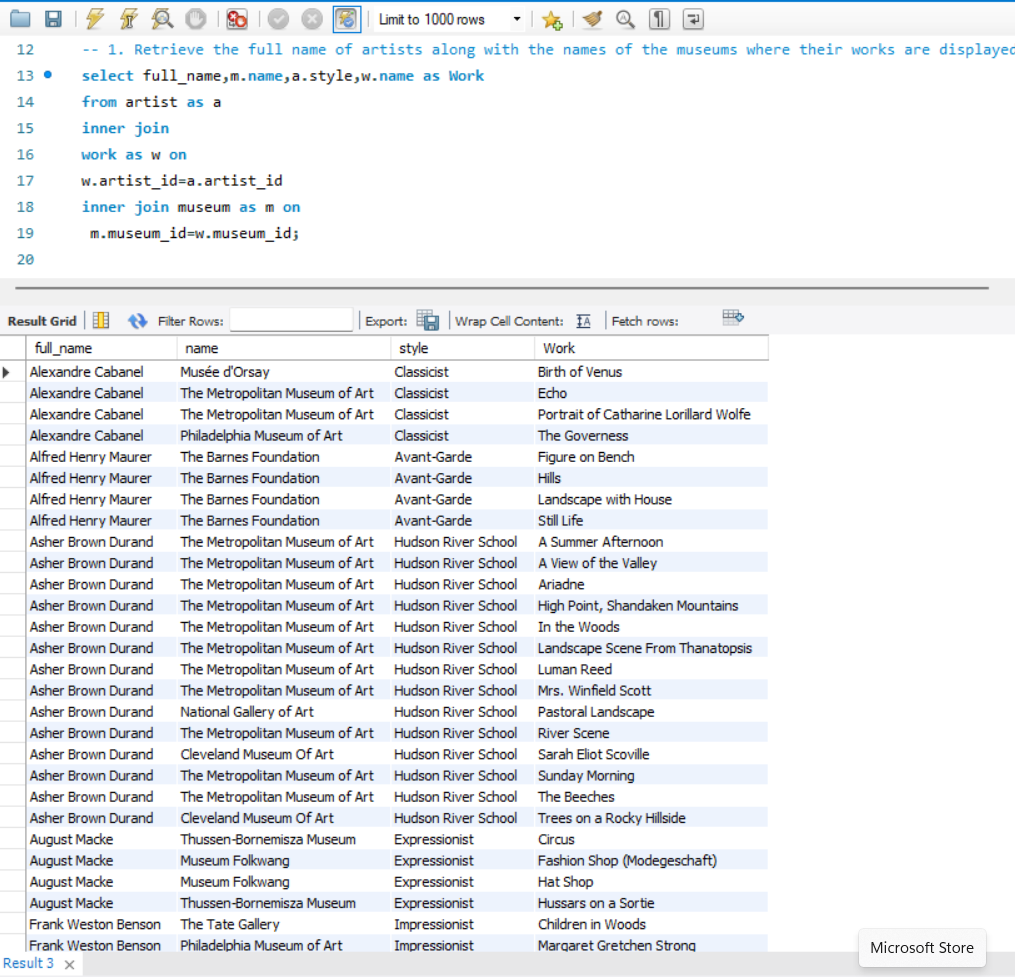 Limit to 1000 rows
12 -- 1. Retrieve the full name of artists along with the names of the museums where their works are displayed
13 select full_name,m.name,a.style,w.name as Work
14 from artist as a
15 inner join
16 work as w on
17 w.artist_id=a.artist_id
18 inner join museum as m on
19 m.museum_id=w.museum_id;
20
Result Grid Filter Rows: Export: Wrap Cell Content: IA Fetch rows:
full_name name style Work
Alexandre Cabanel Musée d'Orsay Classicist Birth of Venus
Alexandre Cabanel The Metropolitan Museum of Art Classicist Echo
Alexandre Cabanel The Metropolitan Museum of Art Classicist Portrait of Catharine Lorillard Wolfe
Alexandre Cabanel Philadelphia Museum of Art Classicist The Governess
Alfred Henry Maurer The Barnes Foundation Avant-Garde Figure on Bench
Alfred Henry Maurer The Barnes Foundation Avant-Garde Hills
Alfred Henry Maurer The Barnes Foundation Avant-Garde Landscape with House
Alfred Henry Maurer The Barnes Foundation Avant-Garde Still Life
Asher Brown Durand The Metropolitan Museum of Art Hudson River School A Summer Afternoon
Asher Brown Durand The Metropolitan Museum of Art Hudson River School A View of the Valley
Asher Brown Durand The Metropolitan Museum of Art Hudson River School Ariadne
Asher Brown Durand The Metropolitan Museum of Art Hudson River School High Point, Shandaken Mountains
Asher Brown Durand The Metropolitan Museum of Art Hudson River School In the Woods
Asher Brown Durand The Metropolitan Museum of Art Hudson River School Landscape Scene From Thanatopsis
Asher Brown Durand The Metropolitan Museum of Art Hudson River School Luman Reed
Asher Brown Durand The Metropolitan Museum of Art Hudson River School Mrs. Winfield Scott
Asher Brown Durand National Gallery of Art Hudson River School Pastoral Landscape
Asher Brown Durand The Metropolitan Museum of Art Hudson River School River Scene
Asher Brown Durand Cleveland Museum Of Art Hudson River School Sarah Eliot Scoville
Asher Brown Durand The Metropolitan Museum of Art Hudson River School Sunday Morning
Asher Brown Durand The Metropolitan Museum of Art Hudson River School The Beeches
Asher Brown Durand Cleveland Museum Of Art Hudson River School Trees on a Rocky Hillside
August Macke Thussen-Bornemisza Museum Expressionist Circus
August Macke Museum Folkwang Expressionist Fashion Shop (Modegeschaft)
August Macke Museum Folkwang Expressionist Hat Shop
August Macke Thussen-Bornemisza Museum Expressionist Hussars on a Sortie
Frank Weston Benson The Tate Gallery Impressionist Children in Woods
Frank Weston Benson Philadelphia Museum of Art Impressionist Margaret Gretchen Strong
Microsoft Store
Result 3